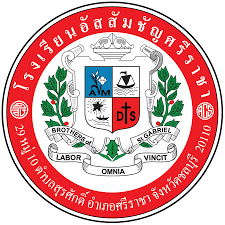 โรงเรียนอัสสัมชัญศรีราชา
AM
DS
BROTHERS of
St GABRIEL
LABOR
OMNIA
VINCIT
29 หมู่ 10 ตำบลสุรศักดิ์ อำเภอศรีราชา จังหวัดชลบุรี 20110